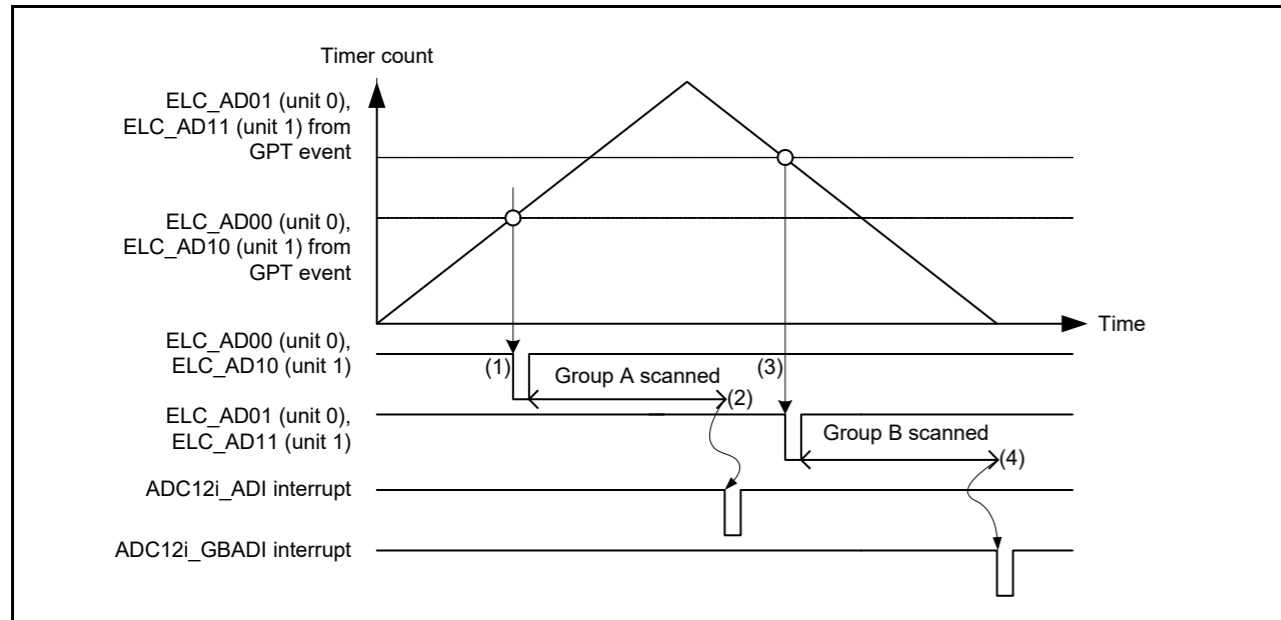 Timer count
ELC_AD01 (unit 0),
ELC_AD11 (unit 1) from
GPT event
ELC_AD00 (unit 0),
ELC_AD10 (unit 1) from
GPT event
Time
ELC_AD00 (unit 0),
ELC_AD10 (unit 1)
(1)
Group A scanned
(2)
(3)
ELC_AD01 (unit 0),
ELC_AD11 (unit 1)
Group B scanned
(4)
ADC12i_ADI interrupt
ADC12i_GBADI interrupt